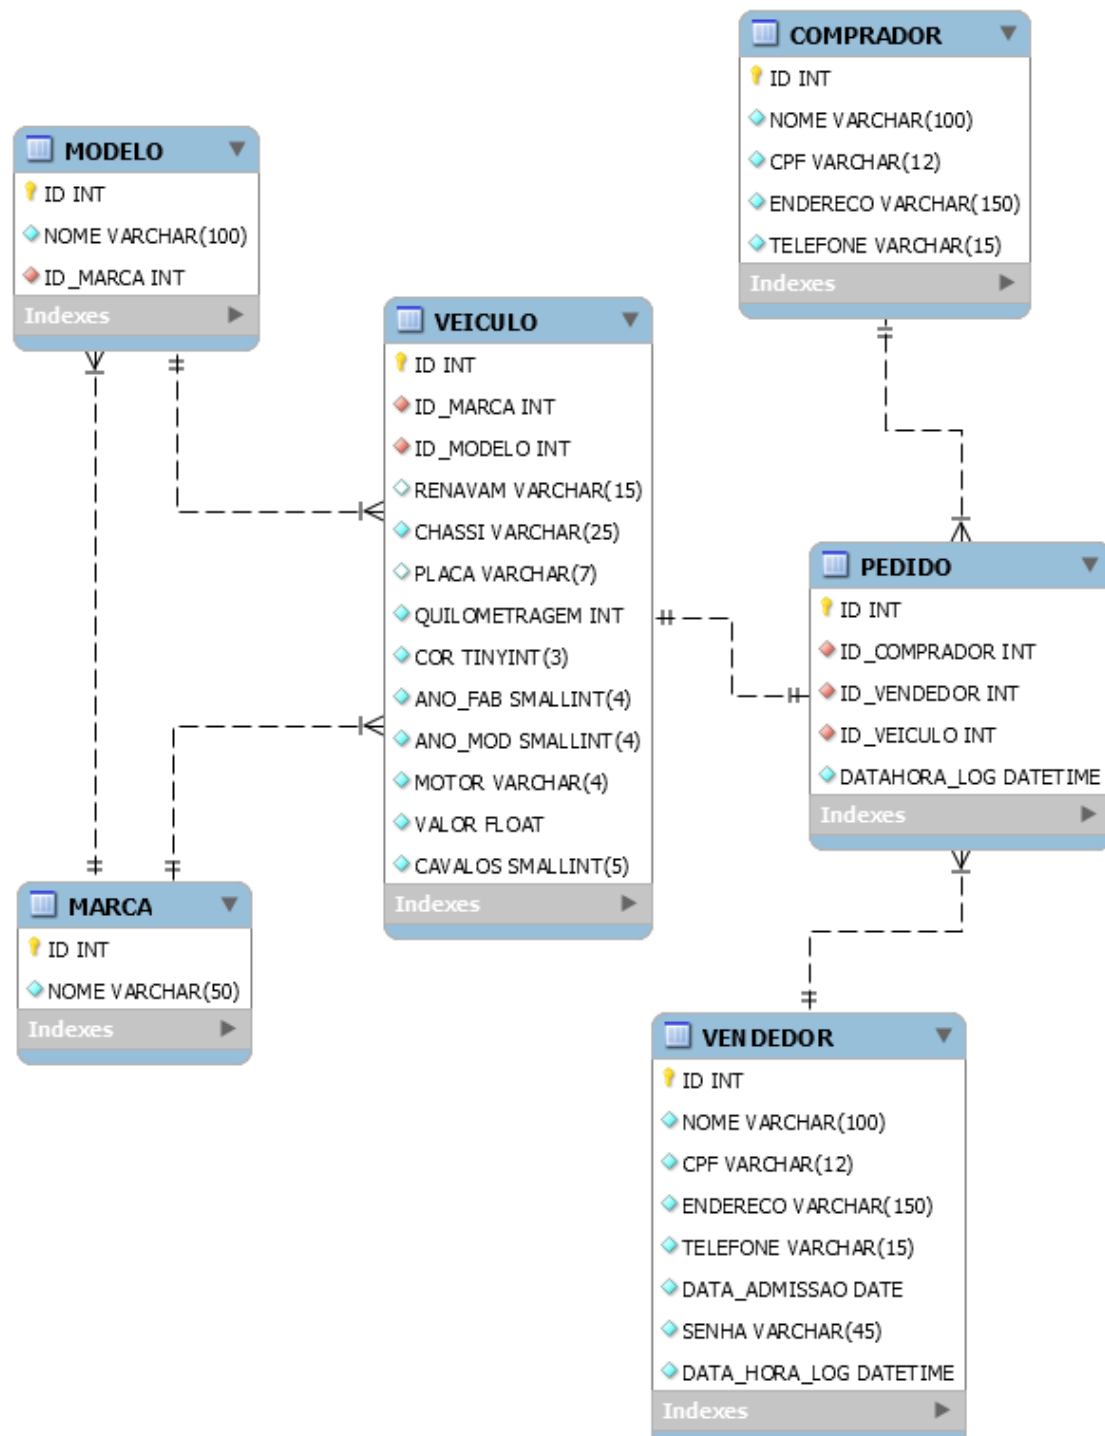 COMPRADOR
ID INT
NOME VARCHAR(100)
CPF VARCHAR(12)
ENDERECO VARCHAR(150)
TELEFONE VARCHAR(15)
Indexes
MODELO
ID INT
NOME VARCHAR(100)
ID_MARCA INT
Indexes
VEICULO
ID INT
ID_MARCA INT
ID_MODELO INT
RENAVAM VARCHAR(15)
CHASSI VARCHAR(25)
PLACA VARCHAR(7)
QUILOMETRAGEM INT
COR TINYINT(3)
ANO_FAB SMALLINT(4)
ANO_MOD SMALLINT(4)
MOTOR VARCHAR(4)
VALOR FLOAT
CAVALOS SMALLINT(5)
Indexes
PEDIDO
ID INT
ID_COMPRADOR INT
ID_VENDEDOR INT
ID_VEICULO INT
DATAHORA_LOG DATETIME
Indexes
MARCA
ID INT
NOME VARCHAR(50)
Indexes
VENDEDOR
ID INT
NOME VARCHAR(100)
CPF VARCHAR(12)
ENDERECO VARCHAR(150)
TELEFONE VARCHAR(15)
DATA_ADMISSAO DATE
SENHA VARCHAR(45)
DATA_HORA_LOG DATETIME
Indexes